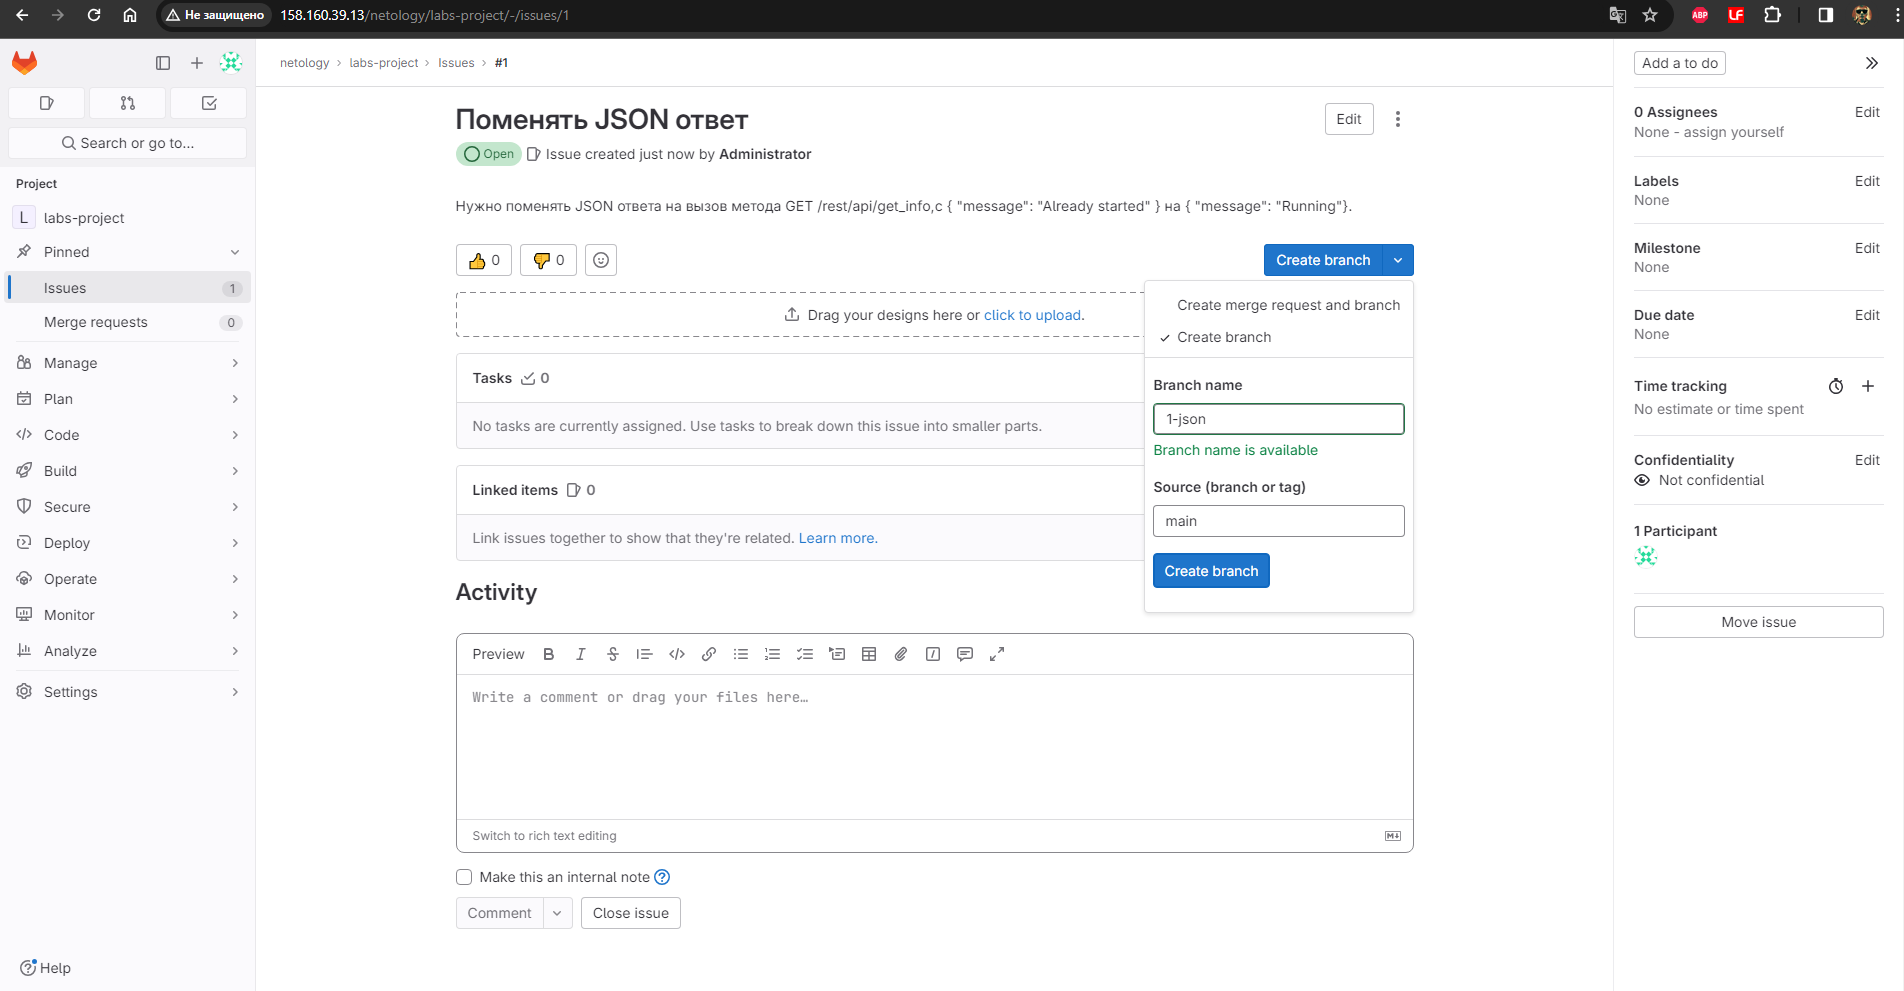 Не защищено
158.160.39.13/netology/labs-project/-/issues/1
ABP
LF
Search or go to...
Project
L labs-project
Pinned
Issues 1
Merge requests 0
Manage
Plan
Code
Build
Secure
Deploy
Operate
Monitor
Analyze
Settings
Help
netology › labs-project › Issues › #1
Поменять JSON ответ
Edit
Open Issue created just now by Administrator
Нужно поменять JSON ответа на вызов метода GET /rest/api/get_info,с { "message": "Already started" } на { "message": "Running"}.
0 0
Create branch
Create merge request and branch
Create branch
Branch name
1-json
Branch name is available
Source (branch or tag)
main
Create branch
Drag your designs here or click to upload.
Tasks 0
No tasks are currently assigned. Use tasks to break down this issue into smaller parts.
Linked items 0
Link issues together to show that they're related. Learn more.
Activity
Preview
Write a comment or drag your files here…
Switch to rich text editing
Make this an internal note
Comment
Close issue
Add a to do
0 Assignees Edit
None - assign yourself
Labels Edit
None
Milestone Edit
None
Due date Edit
None
Time tracking
No estimate or time spent
Confidentiality Edit
Not confidential
1 Participant
Move issue